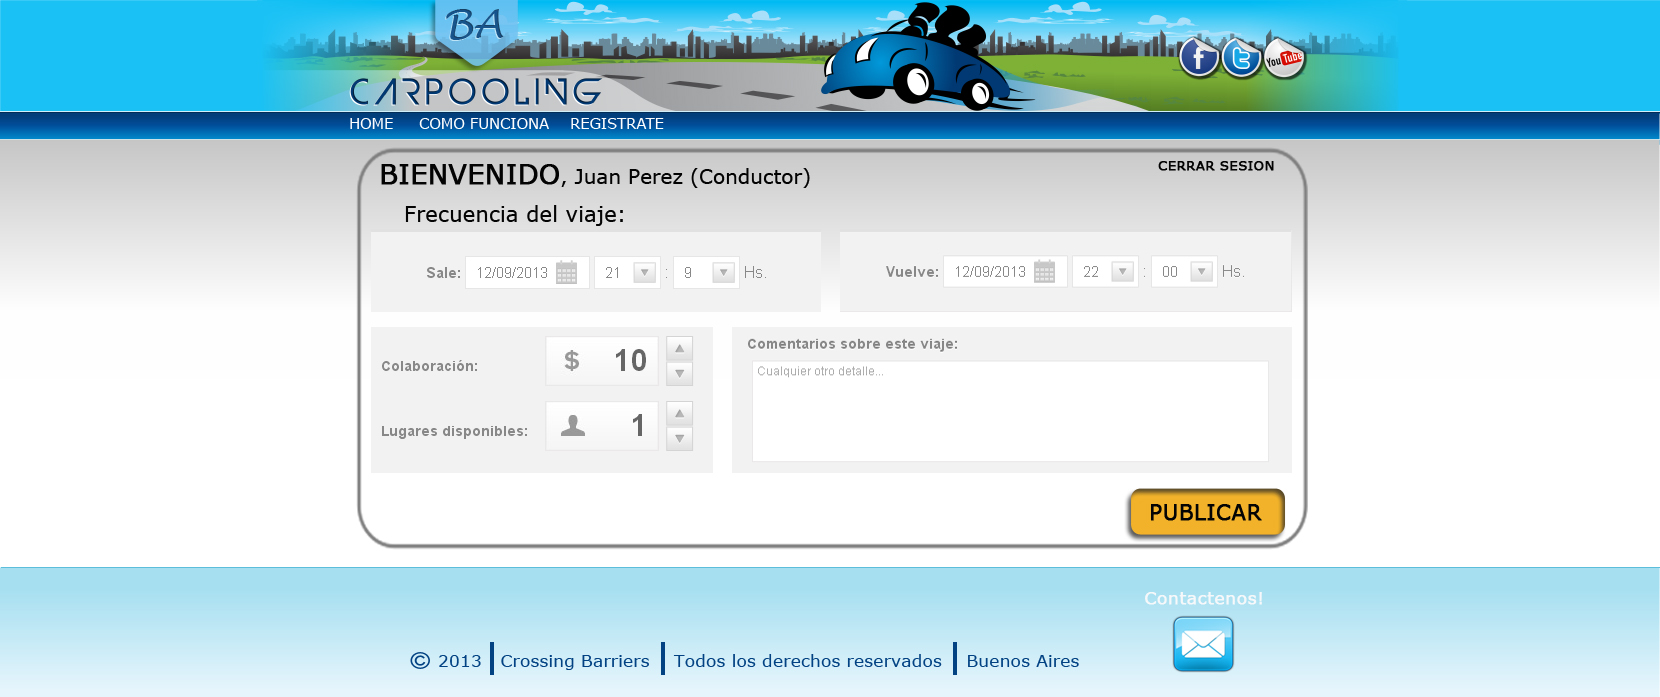 BA
CARPOOLING
f
t
You Tube
HOME COMO FUNCIONA REGISTRATE
BIENVENIDO, Juan Perez (Conductor)
CERRAR SESION
Frecuencia del viaje:
Sale: 12/09/2013 21 : 9 Hs.
Vuelve: 12/09/2013 22 : 00 Hs.
Colaboración: $ 10
Lugares disponibles: 1
Comentarios sobre este viaje:
Cualquier otro detalle...
PUBLICAR
Contactenos!
© 2013 Crossing Barriers Todos los derechos reservados Buenos Aires